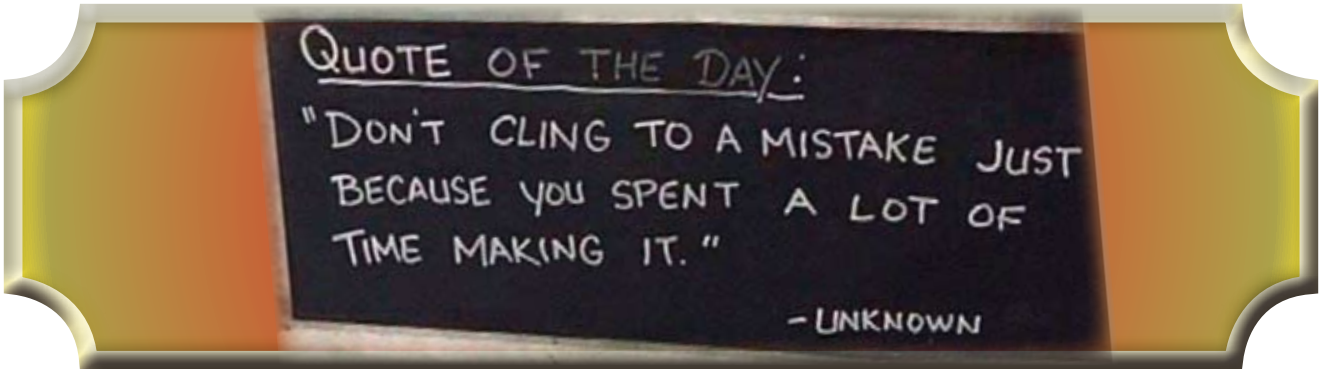 QUOTE OF THE DAY:
"DON'T CLING TO A MISTAKE JUST
BECAUSE YOU SPENT A LOT OF
TIME MAKING IT."
-UNKNOWN